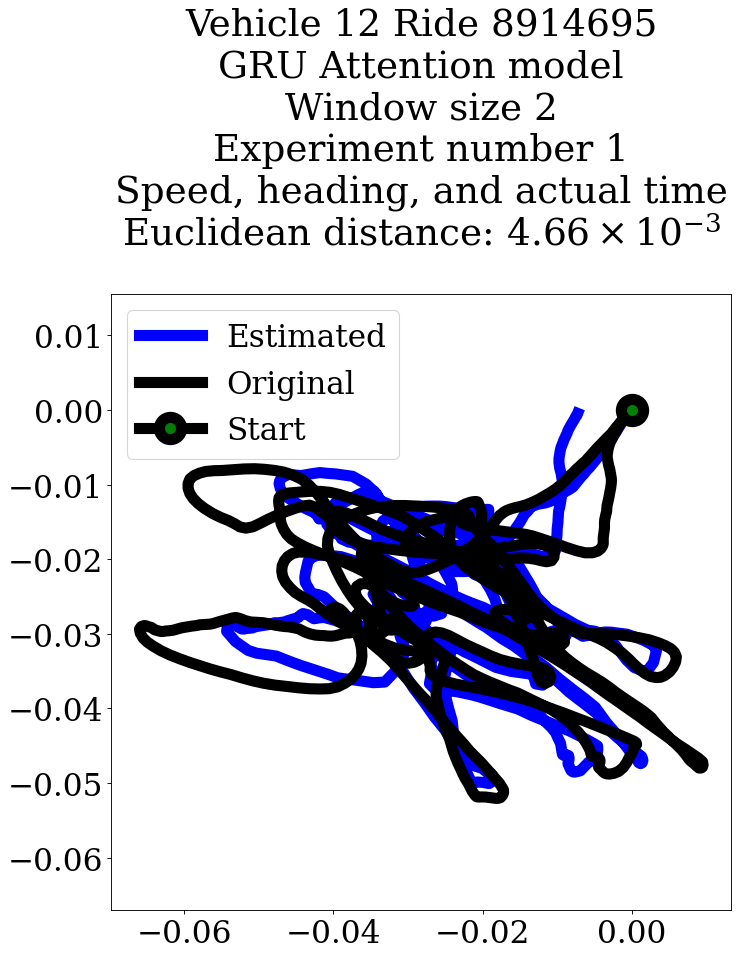 Vehicle 12 Ride 8914695
GRU Attention model
Window size 2
Experiment number 1
Speed, heading, and actual time
Euclidean distance: 4.66 × 10⁻³
Estimated
Original
Start
0.01
0.00
−0.01
−0.02
−0.03
−0.04
−0.05
−0.06
−0.06 −0.04 −0.02 0.00